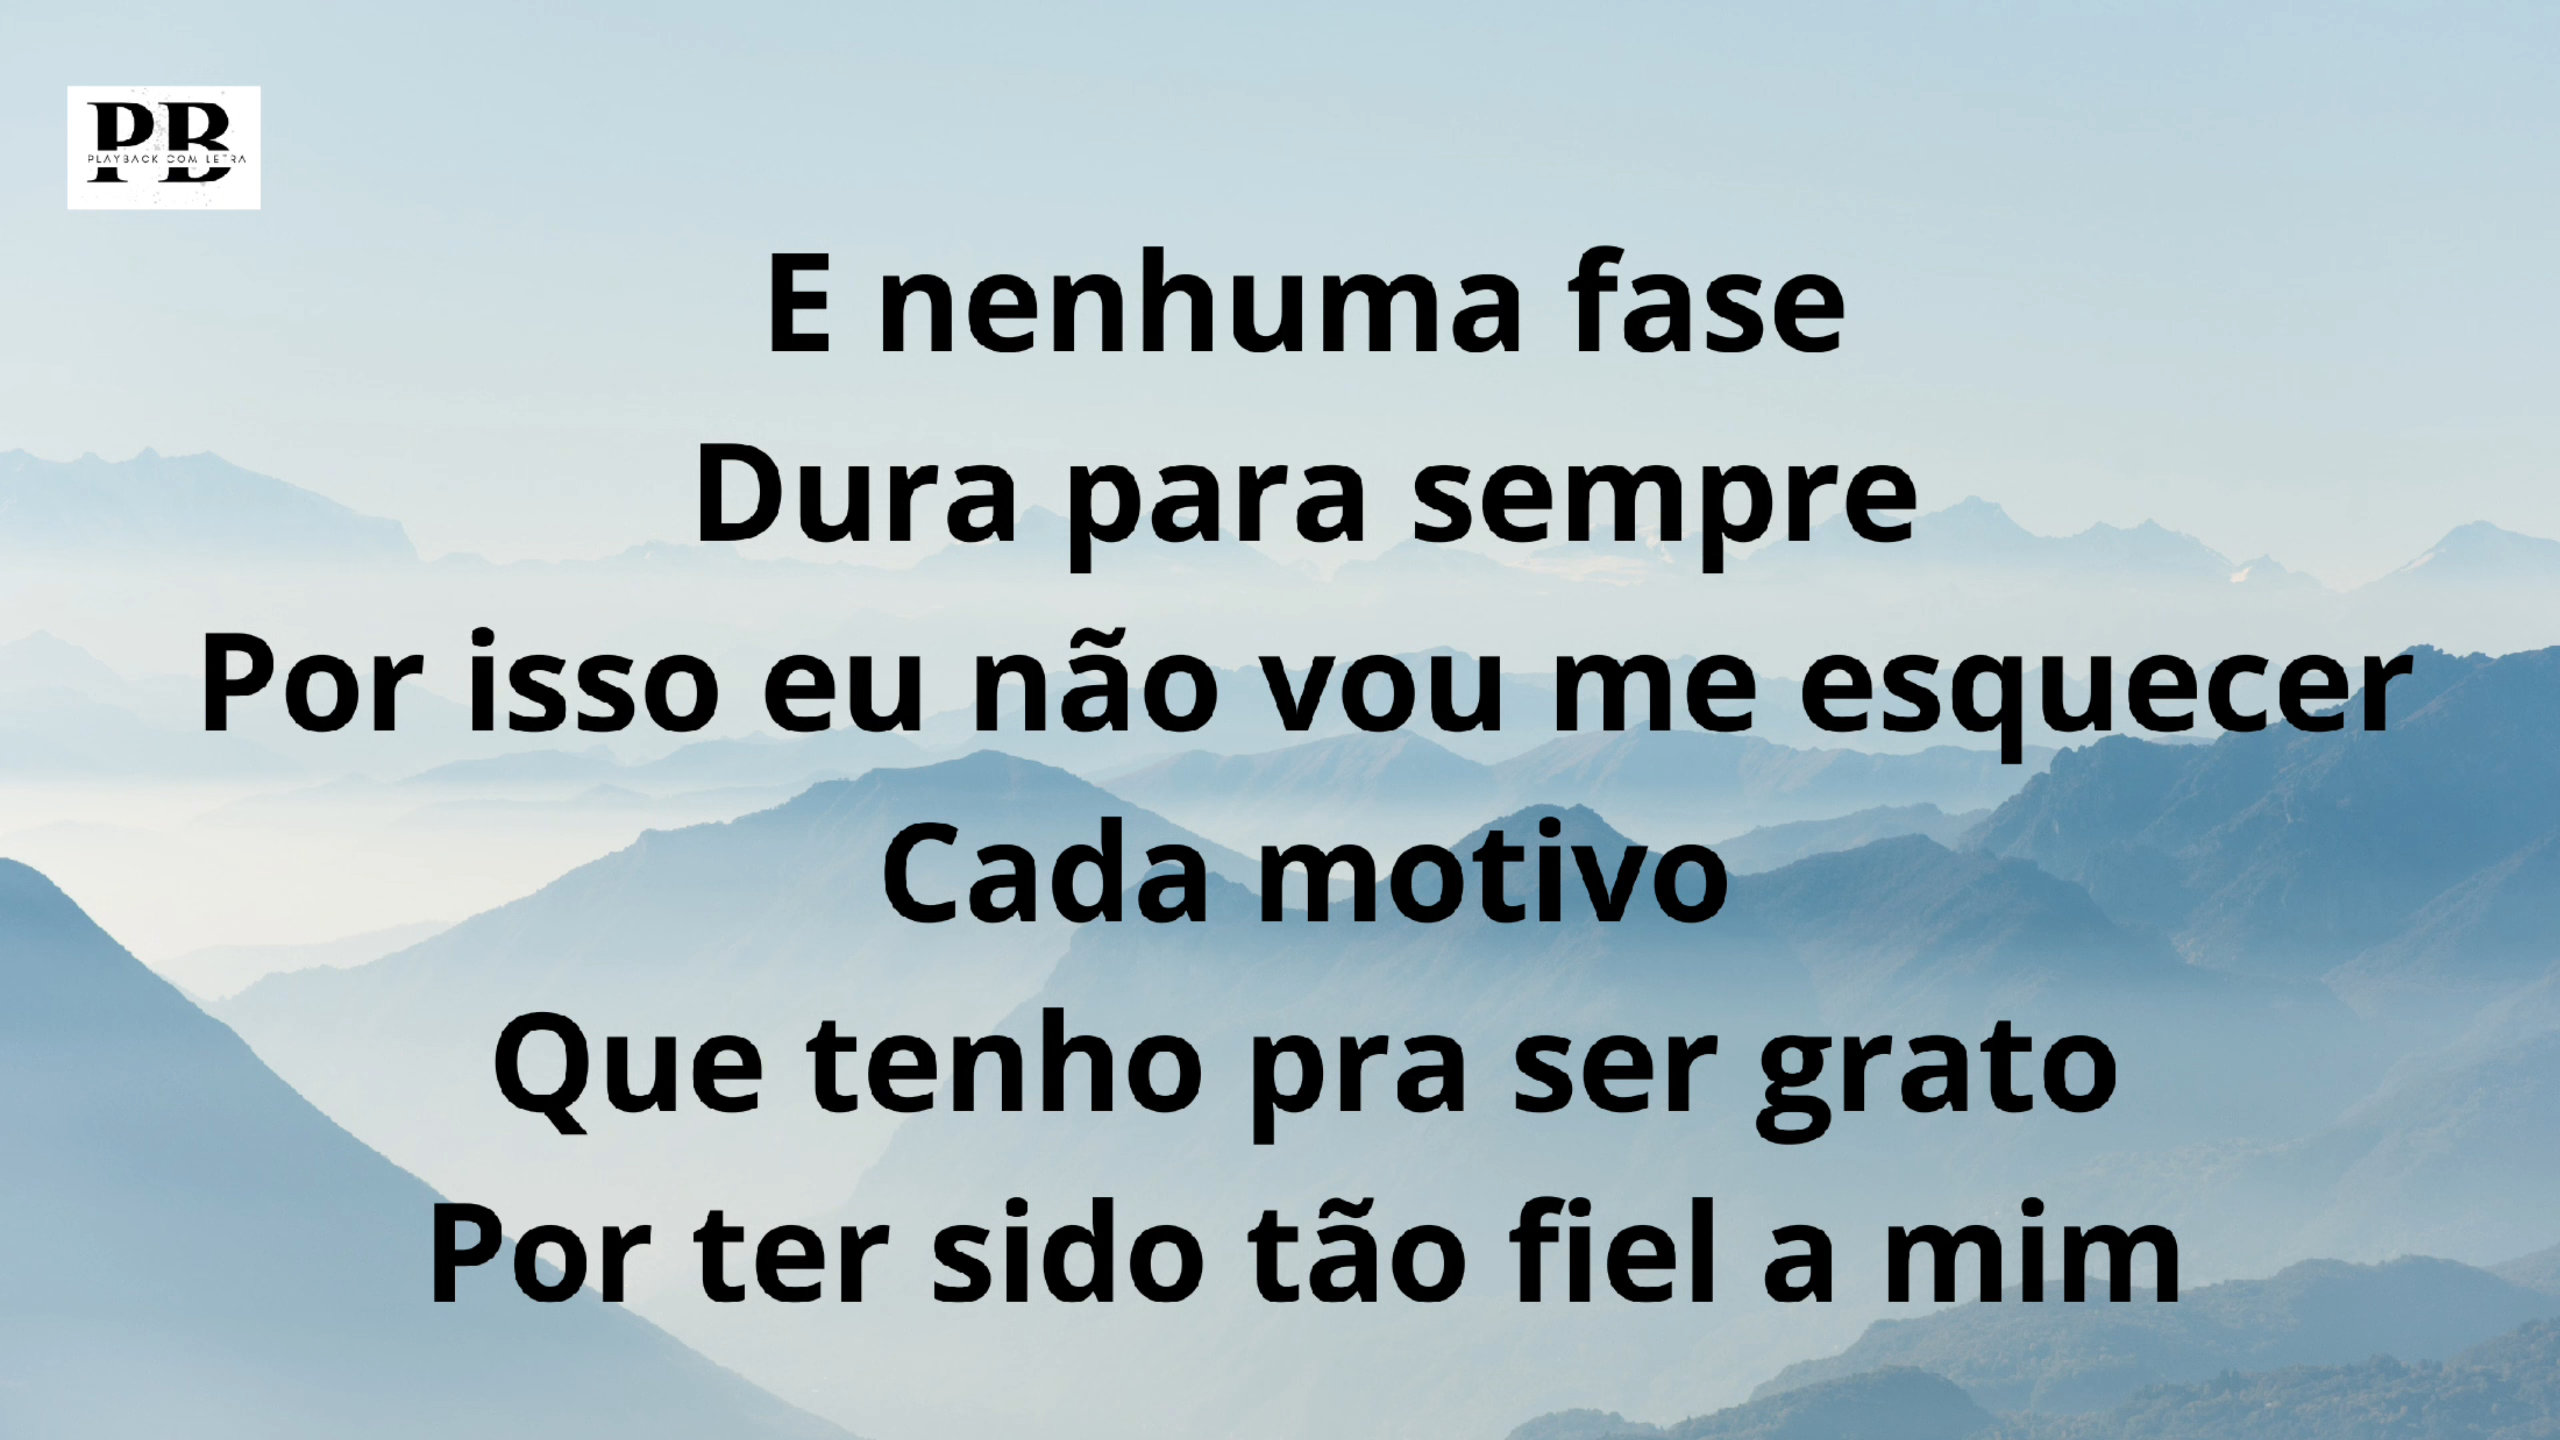 PB
PLAYBACK COM LETRA
E nenhuma fase
Dura para sempre
Por isso eu não vou me esquecer
Cada motivo
Que tenho pra ser grato
Por ter sido tão fiel a mim